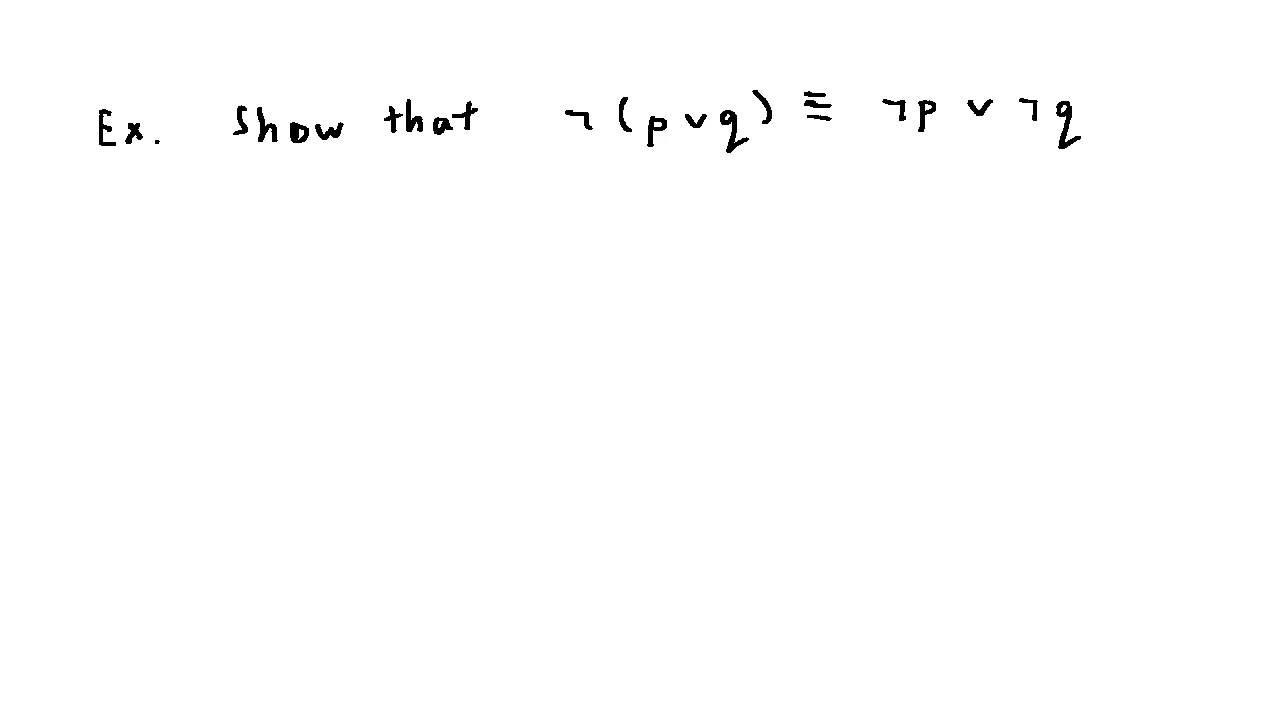 Ex. Show that ¬(p ∨ q) ≡ ¬p ∨ ¬q